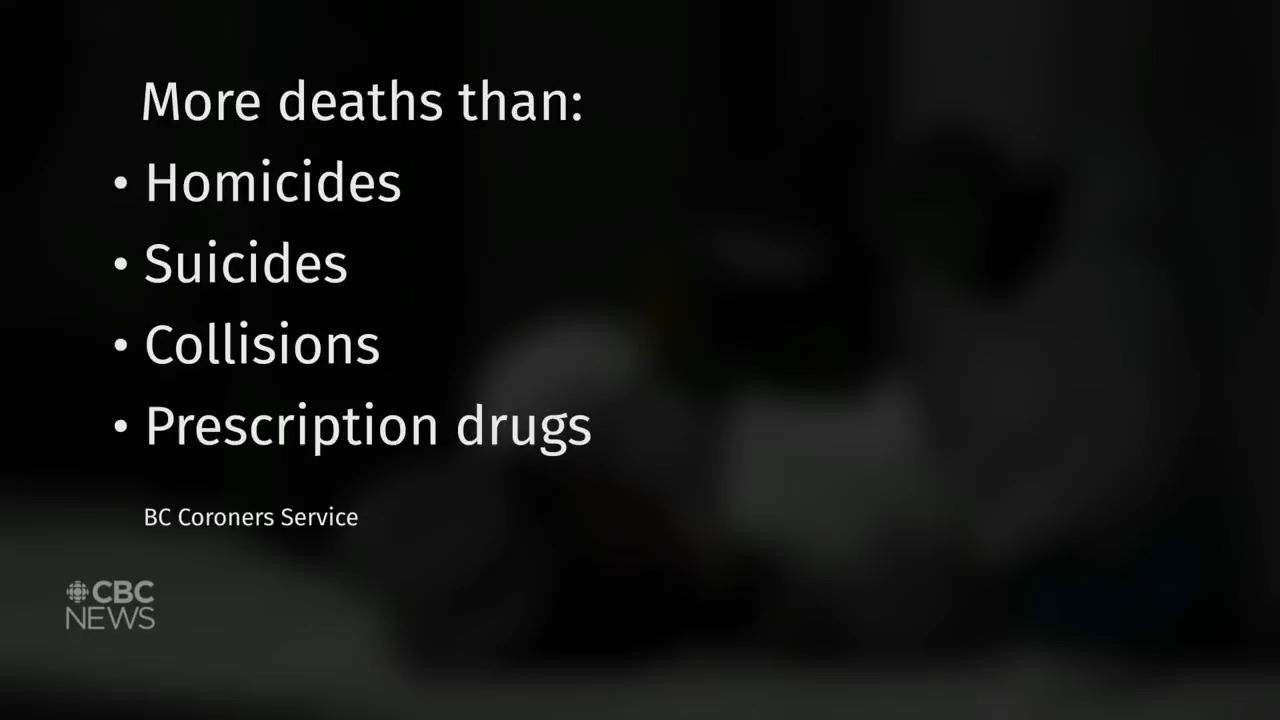 More deaths than:
• Homicides
• Suicides
• Collisions
• Prescription drugs
BC Coroners Service
CBC
NEWS